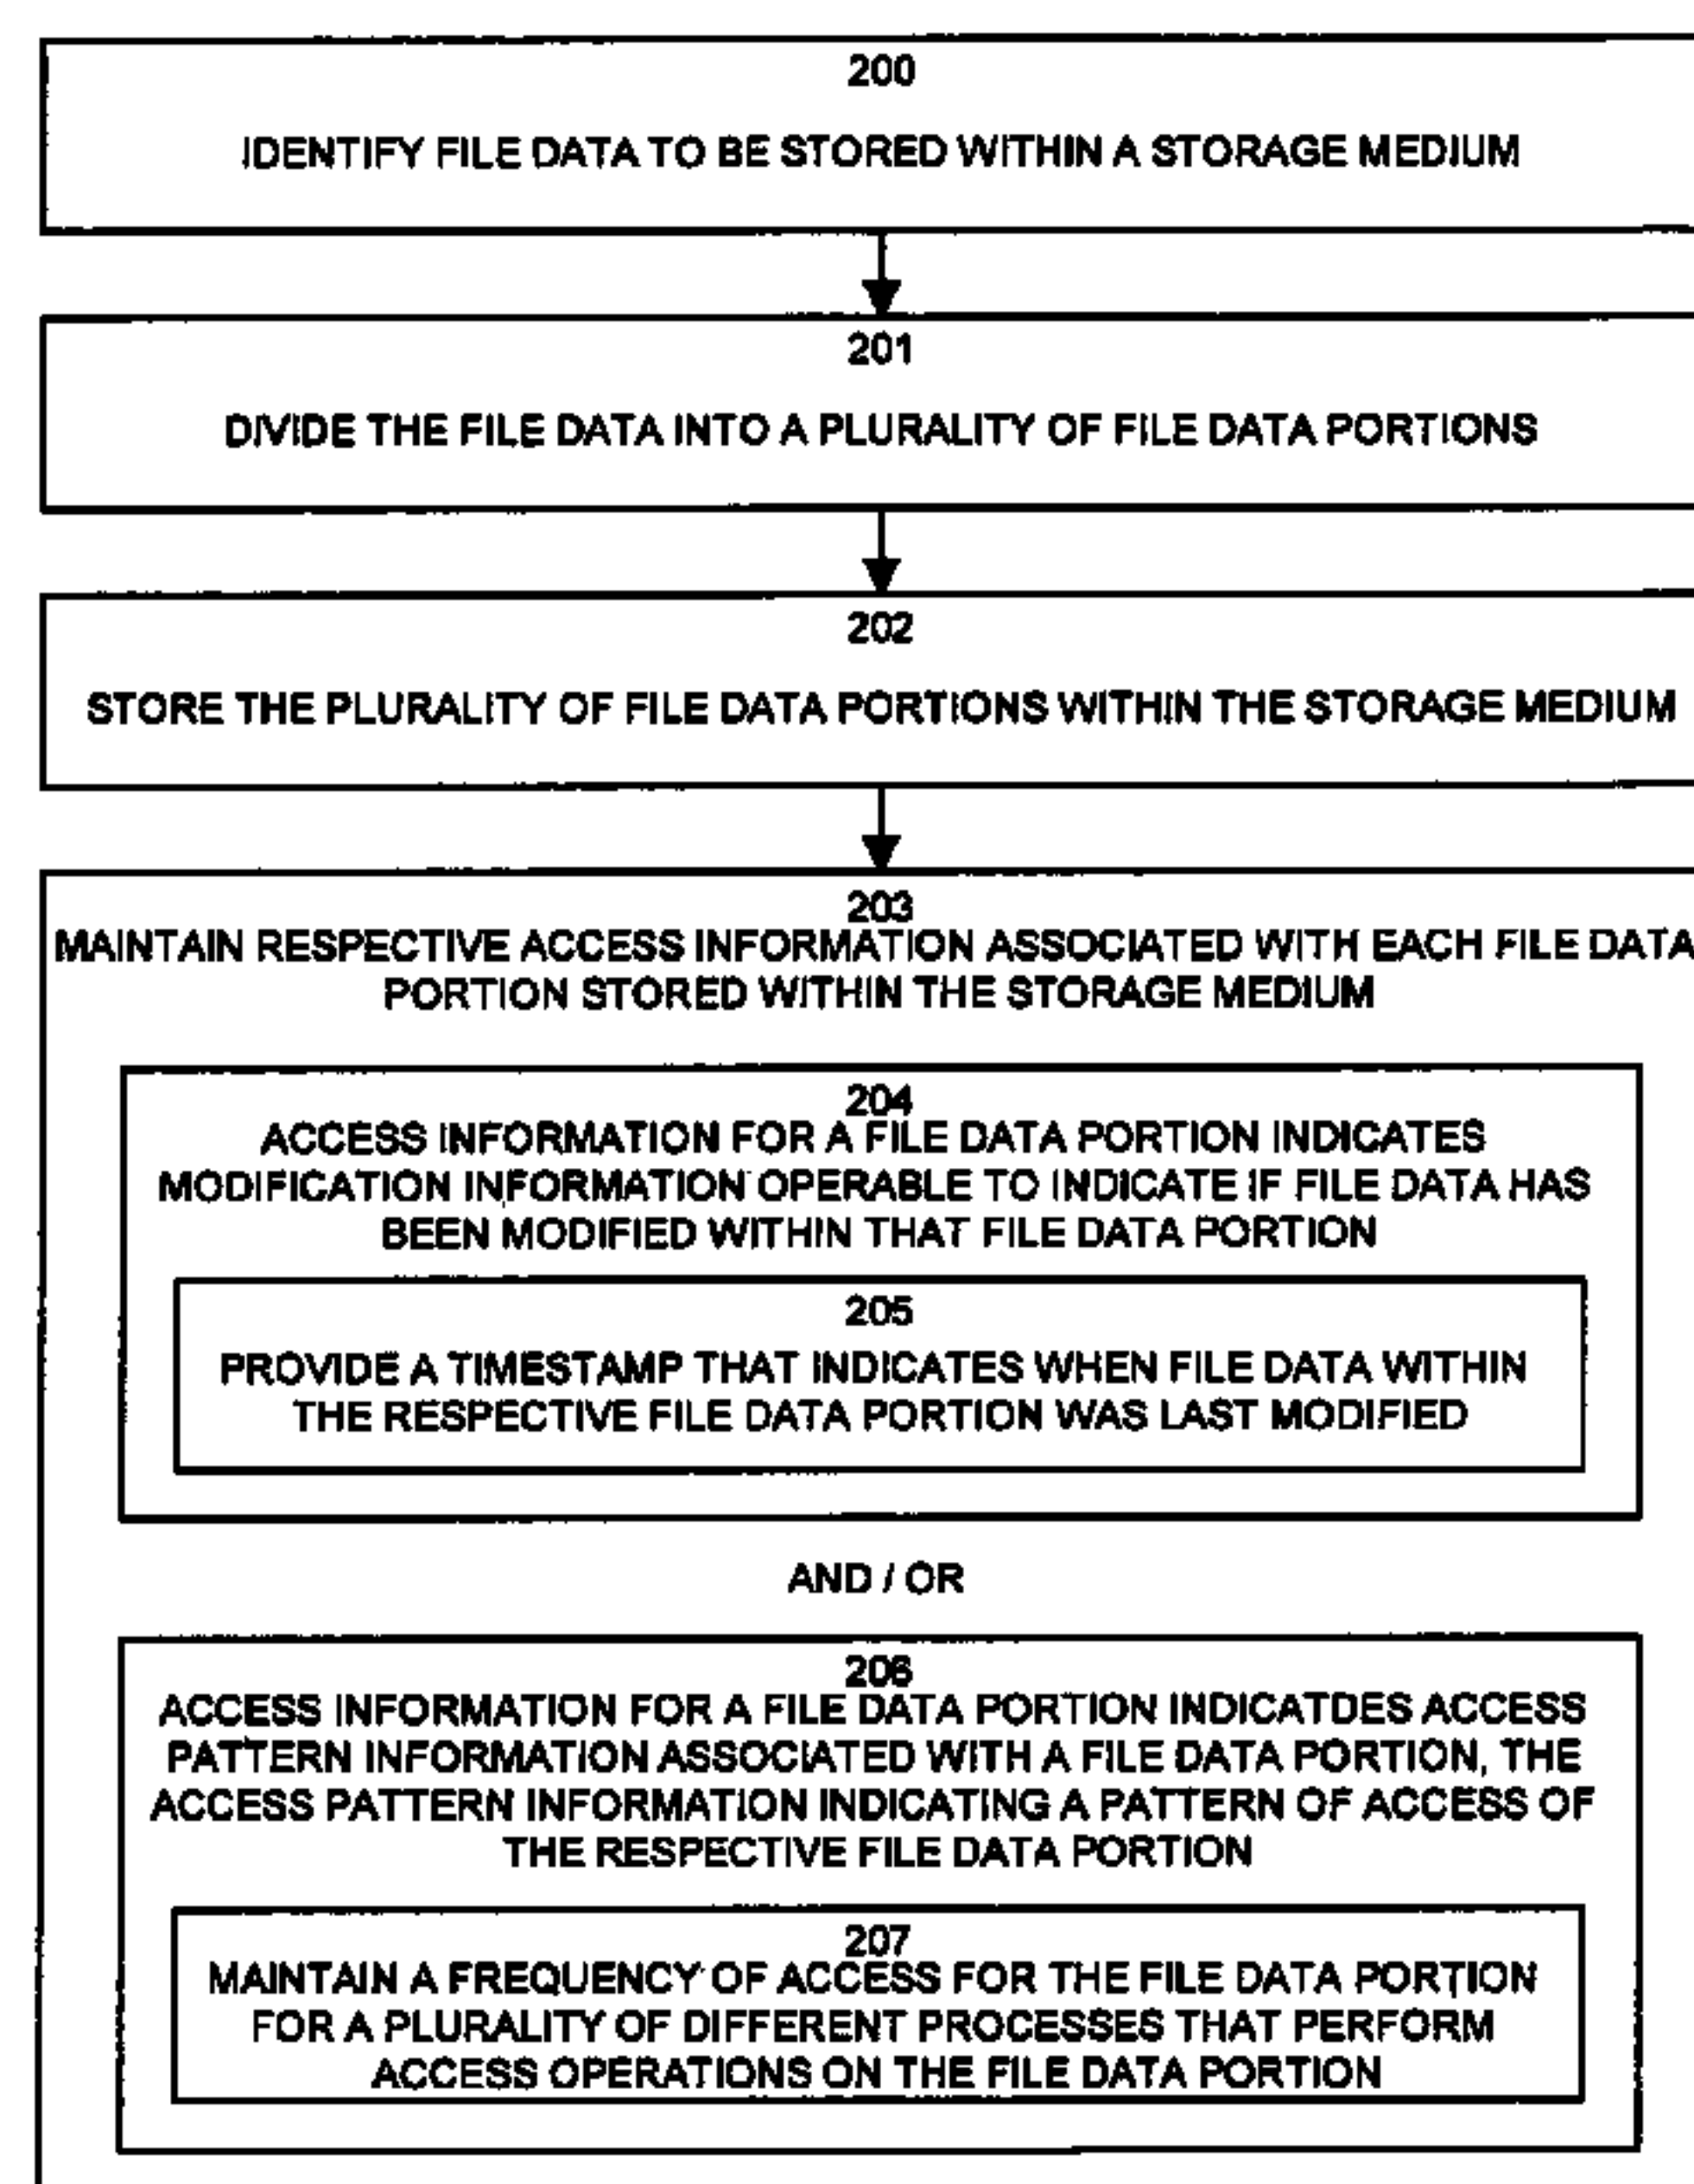 200
IDENTIFY FILE DATA TO BE STORED WITHIN A STORAGE MEDIUM
201
DIVIDE THE FILE DATA INTO A PLURALITY OF FILE DATA PORTIONS
202
STORE THE PLURALITY OF FILE DATA PORTIONS WITHIN THE STORAGE MEDIUM
203
MAINTAIN RESPECTIVE ACCESS INFORMATION ASSOCIATED WITH EACH FILE DATA
PORTION STORED WITHIN THE STORAGE MEDIUM
204
ACCESS INFORMATION FOR A FILE DATA PORTION INDICATES
MODIFICATION INFORMATION OPERABLE TO INDICATE IF FILE DATA HAS
BEEN MODIFIED WITHIN THAT FILE DATA PORTION
205
PROVIDE A TIMESTAMP THAT INDICATES WHEN FILE DATA WITHIN
THE RESPECTIVE FILE DATA PORTION WAS LAST MODIFIED
AND / OR
206
ACCESS INFORMATION FOR A FILE DATA PORTION INDICATDES ACCESS
PATTERN INFORMATION ASSOCIATED WITH A FILE DATA PORTION, THE
ACCESS PATTERN INFORMATION INDICATING A PATTERN OF ACCESS OF
THE RESPECTIVE FILE DATA PORTION
207
MAINTAIN A FREQUENCY OF ACCESS FOR THE FILE DATA PORTION
FOR A PLURALITY OF DIFFERENT PROCESSES THAT PERFORM
ACCESS OPERATIONS ON THE FILE DATA PORTION